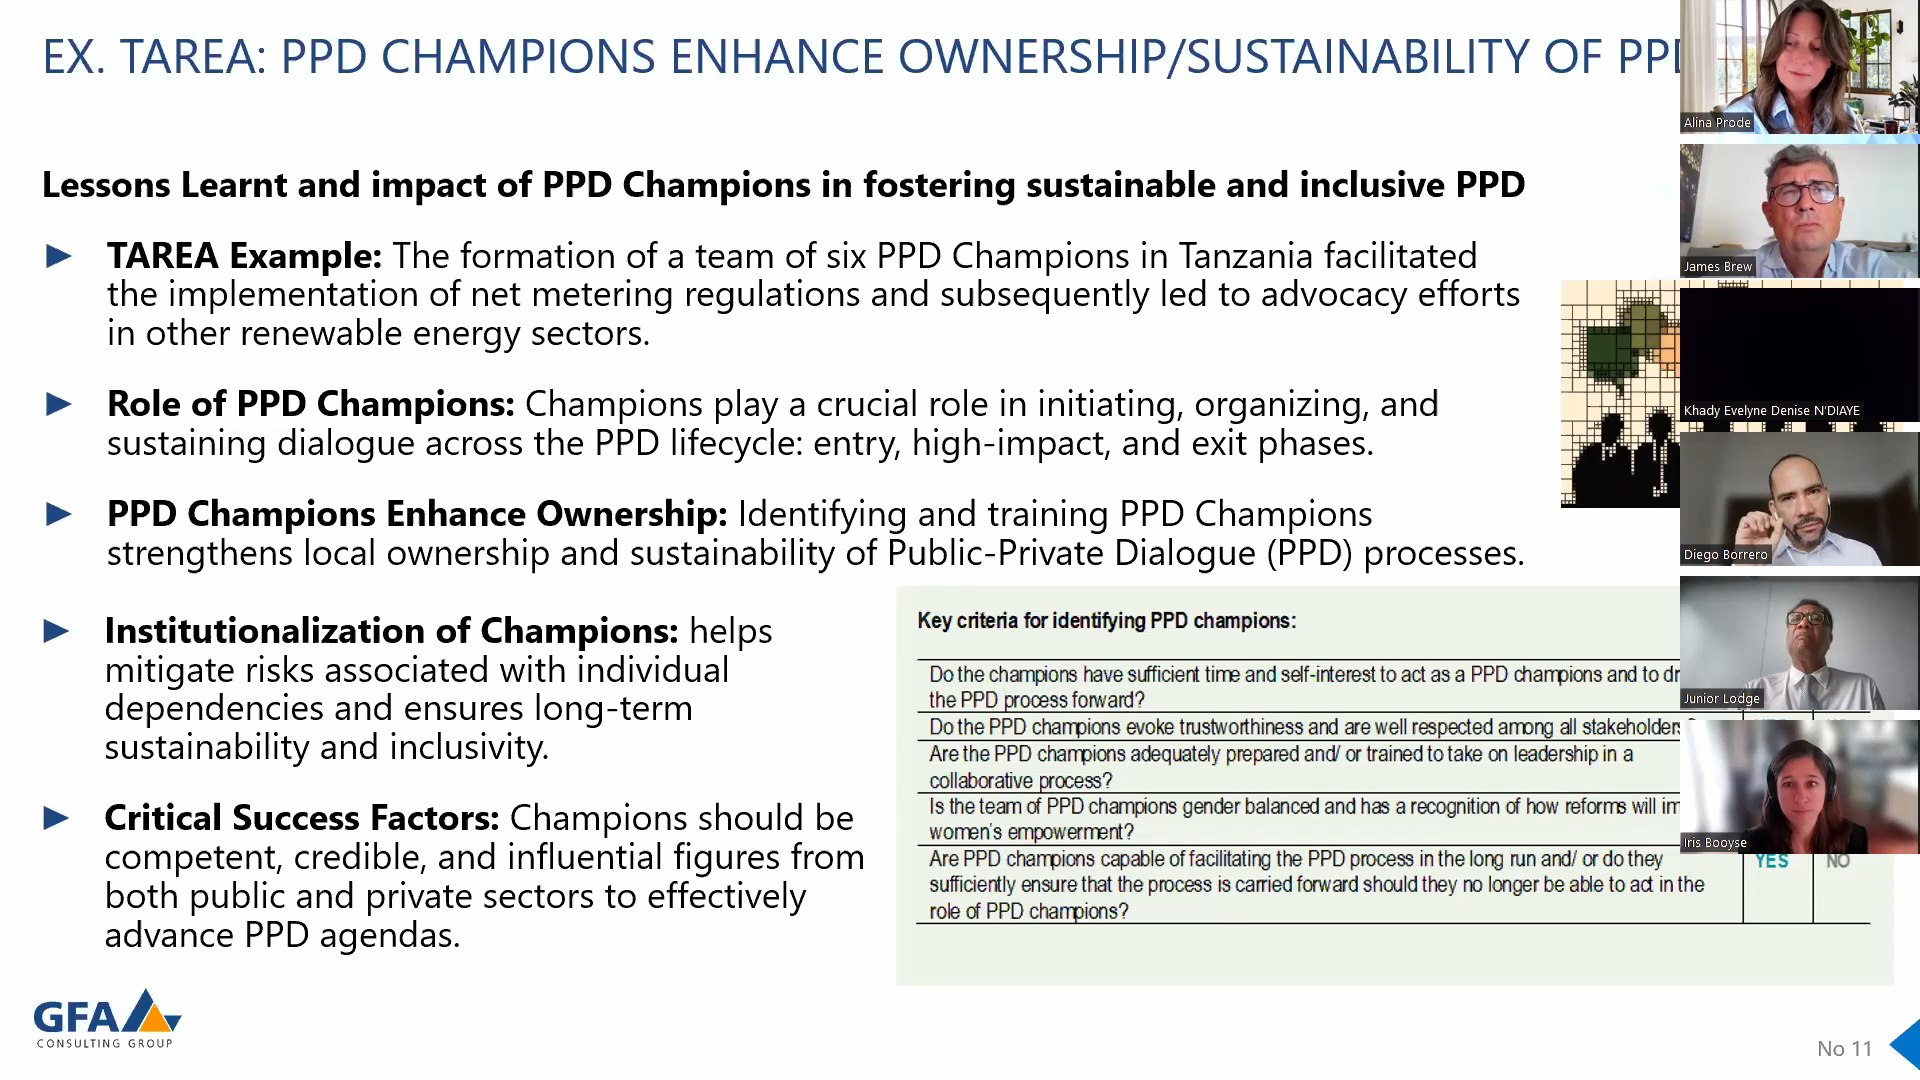 EX. TAREA: PPD CHAMPIONS ENHANCE OWNERSHIP/SUSTAINABILITY OF
Lessons Learnt and impact of PPD Champions in fostering sustainable and inclusive PPD
TAREA Example: The formation of a team of six PPD Champions in Tanzania facilitated
the implementation of net metering regulations and subsequently led to advocacy efforts
in other renewable energy sectors.
Role of PPD Champions: Champions play a crucial role in initiating, organizing, and
sustaining dialogue across the PPD lifecycle: entry, high-impact, and exit phases.
PPD Champions Enhance Ownership: Identifying and training PPD Champions
strengthens local ownership and sustainability of Public-Private Dialogue (PPD) processes.
Institutionalization of Champions: helps
mitigate risks associated with individual
dependencies and ensures long-term
sustainability and inclusivity.
Critical Success Factors: Champions should be
competent, credible, and influential figures from
both public and private sectors to effectively
advance PPD agendas.
Key criteria for identifying PPD champions:
Do the champions have sufficient time and self-interest to act as a PPD champions and to
the PPD process forward?
Do the PPD champions evoke trustworthiness and are well respected among all stakeholders
Are the PPD champions adequately prepared and/ or trained to take on leadership in a
collaborative process?
Is the team of PPD champions gender balanced and has a recognition of how reforms will
women's empowerment?
Are PPD champions capable of facilitating the PPD process in the long run and/ or do they
sufficiently ensure that the process is carried forward should they no longer be able to act in the
role of PPD champions?
YES
NO
GFA
CONSULTING GROUP
No 11
Alina Prode
James Brew
Khady Evelyne Denise N'DIAYE
Diego Borrero
Junior Lodge
Iris Booyse